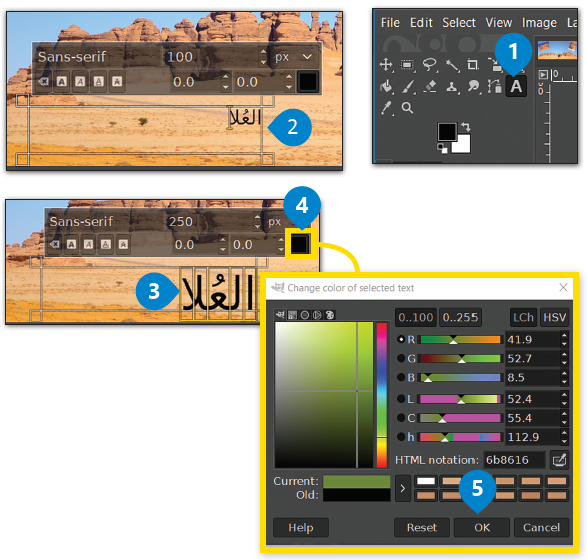 Sans-serif 100 px
0.0 0.0
العُلا
2
File Edit Select View Image La
1
A
4
Sans-serif 250 px
0.0 0.0
3
العُلا
Change color of selected text
0..100 0..255 LCh HSV
R 41.9
G 52.7
B 8.5
L 52.4
C 55.4
h 112.9
HTML notation: 6b8616
Current:
Old:
5
Help Reset OK Cancel